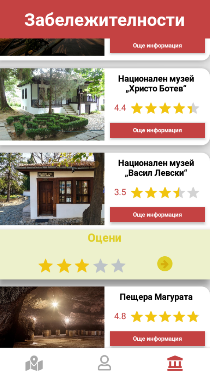 Забележителности
Още информация
Национален музей
„Христо Ботев“
4.4
Още информация
Национален музей
„Васил Левски“
3.5
Още информация
Оцени
Пещера Магурата
4.8
Още информация